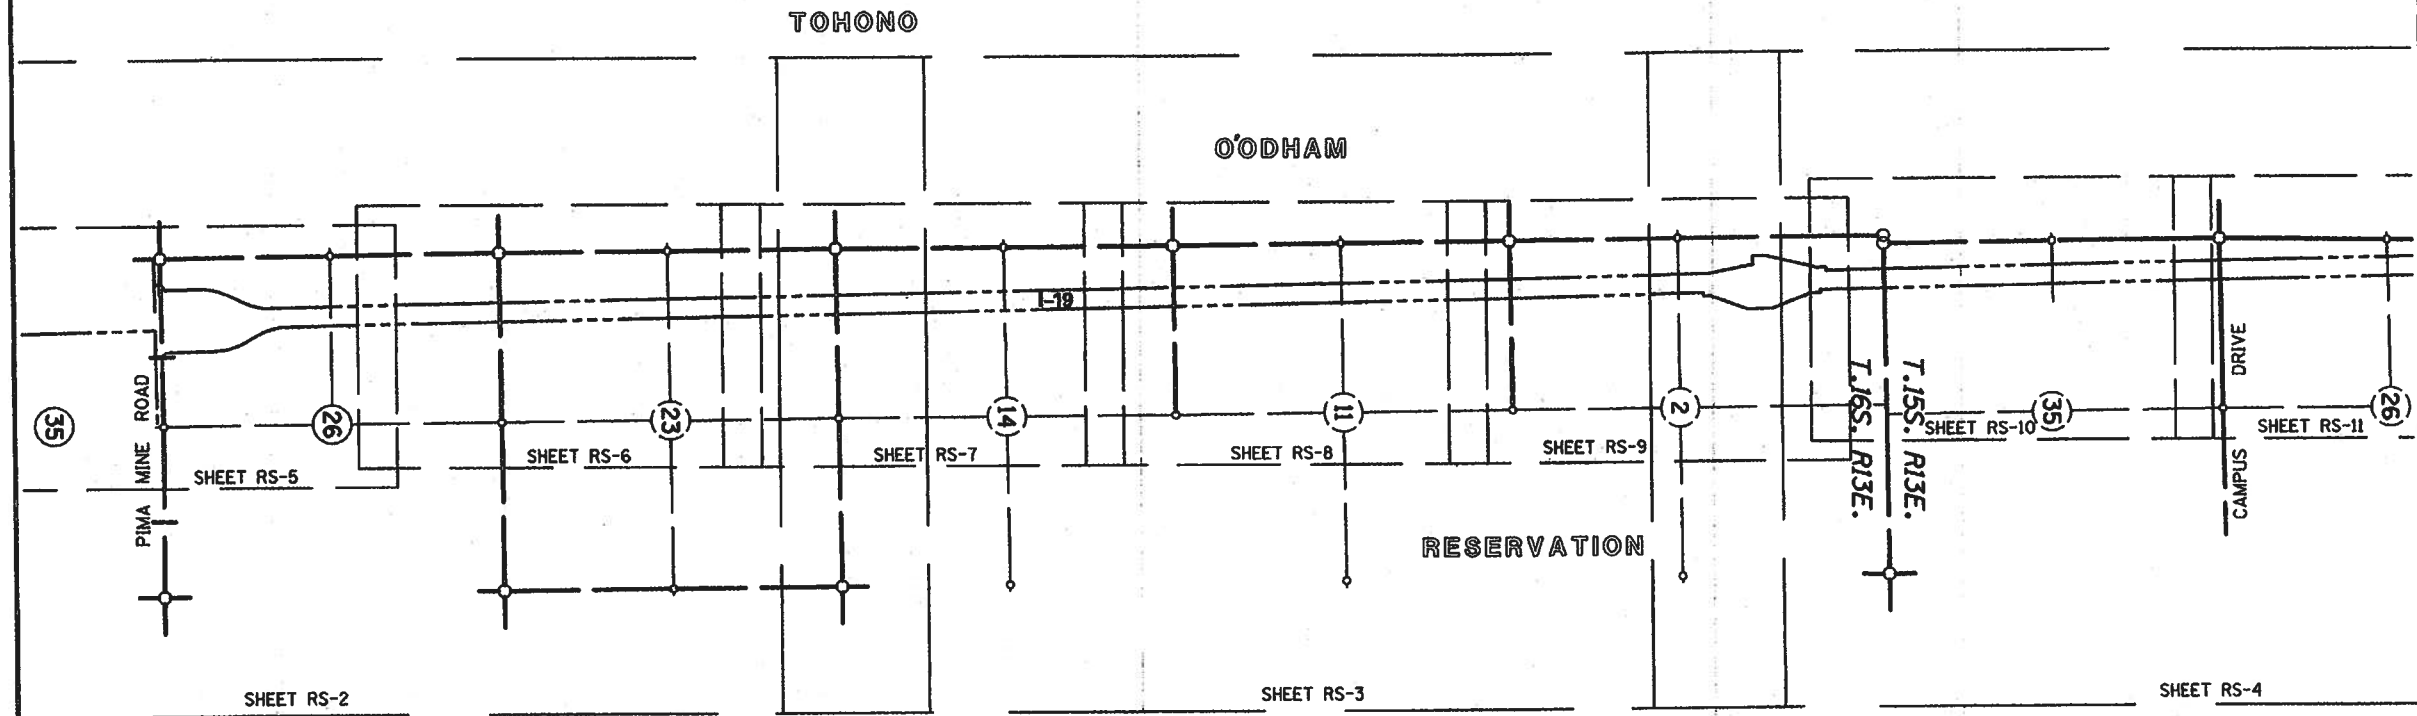 TOHONO
O'ODHAM
I-19
PIMA MINE ROAD
35
26
23
14
11
2
T.16S. R13E.
T.15S. R13E.
35
DRIVE
CAMPUS
26
SHEET RS-5
SHEET RS-6
SHEET RS-7
SHEET RS-8
SHEET RS-9
SHEET RS-10
SHEET RS-11
RESERVATION
SHEET RS-2
SHEET RS-3
SHEET RS-4